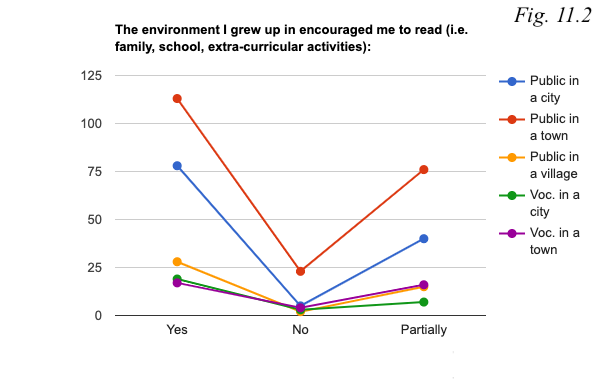 Fig. 11.2
The environment I grew up in encouraged me to read (i.e.
family, school, extra-curricular activities):
125
100
75
50
25
0
Yes No Partially
Public in
a city
Public in
a town
Public in
a village
Voc. in a
city
Voc. in a
town